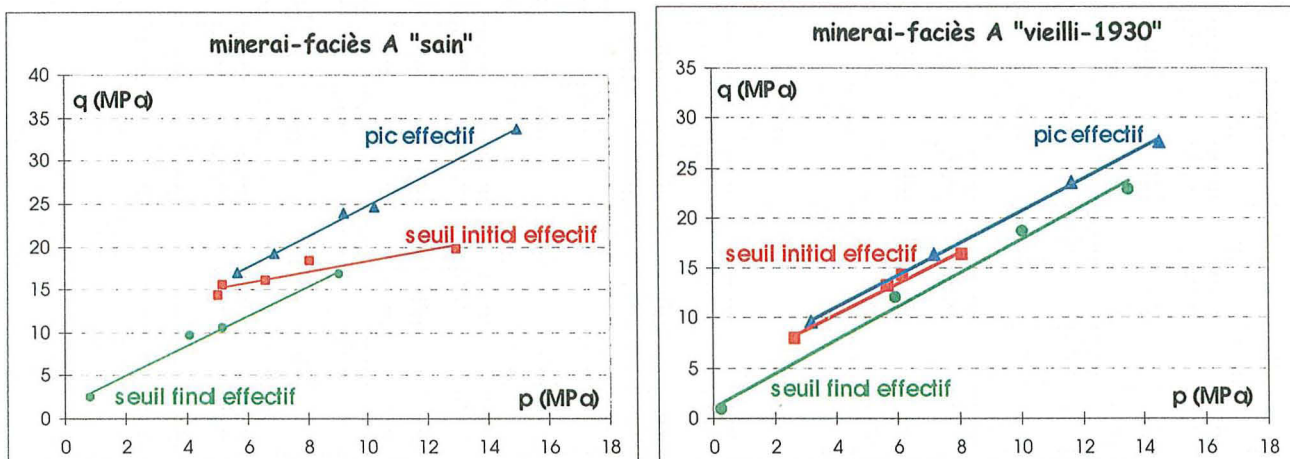 minerai-faciès A "sain"
q (MPa)
40
35
30
25
20
15
10
5
0
pic effectif
seuil initial effectif
seuil final effectif
p (MPa)
0 2 4 6 8 10 12 14 16 18
minerai-faciès A "vieilli-1930"
q (MPa)
35
30
25
20
15
10
5
0
pic effectif
seuil initial effectif
seuil final effectif
p (MPa)
0 2 4 6 8 10 12 14 16 18